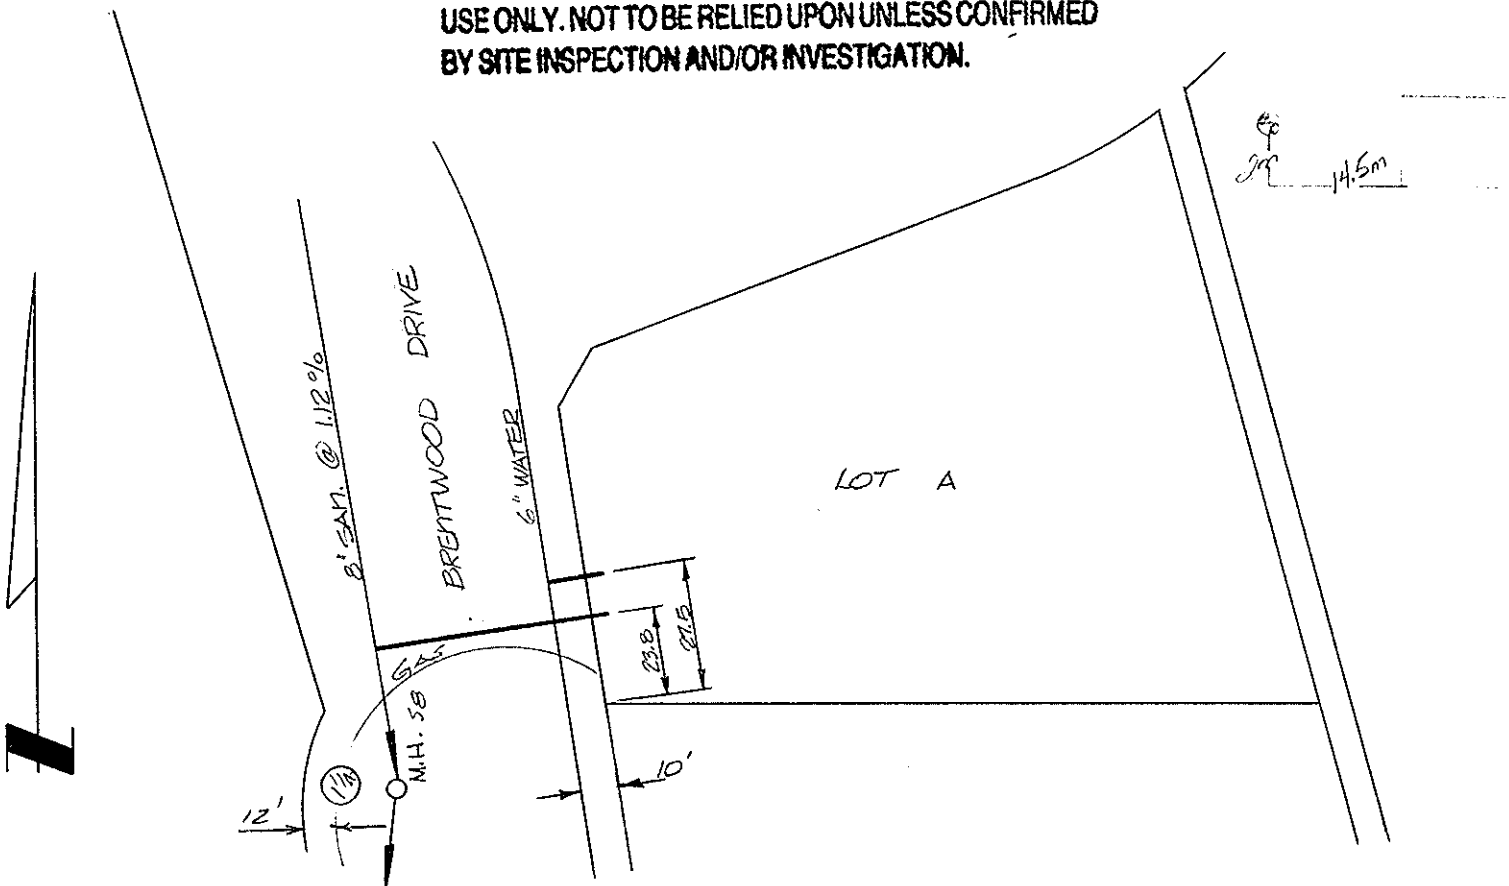 USE ONLY. NOT TO BE RELIED UPON UNLESS CONFIRMED
BY SITE INSPECTION AND/OR INVESTIGATION.
14.5m
8" SAN. @ 1.12%
BRENTWOOD DRIVE
6" WATER
LOT A
23.8
27.5
GAS
M.H. 58
12'
10'